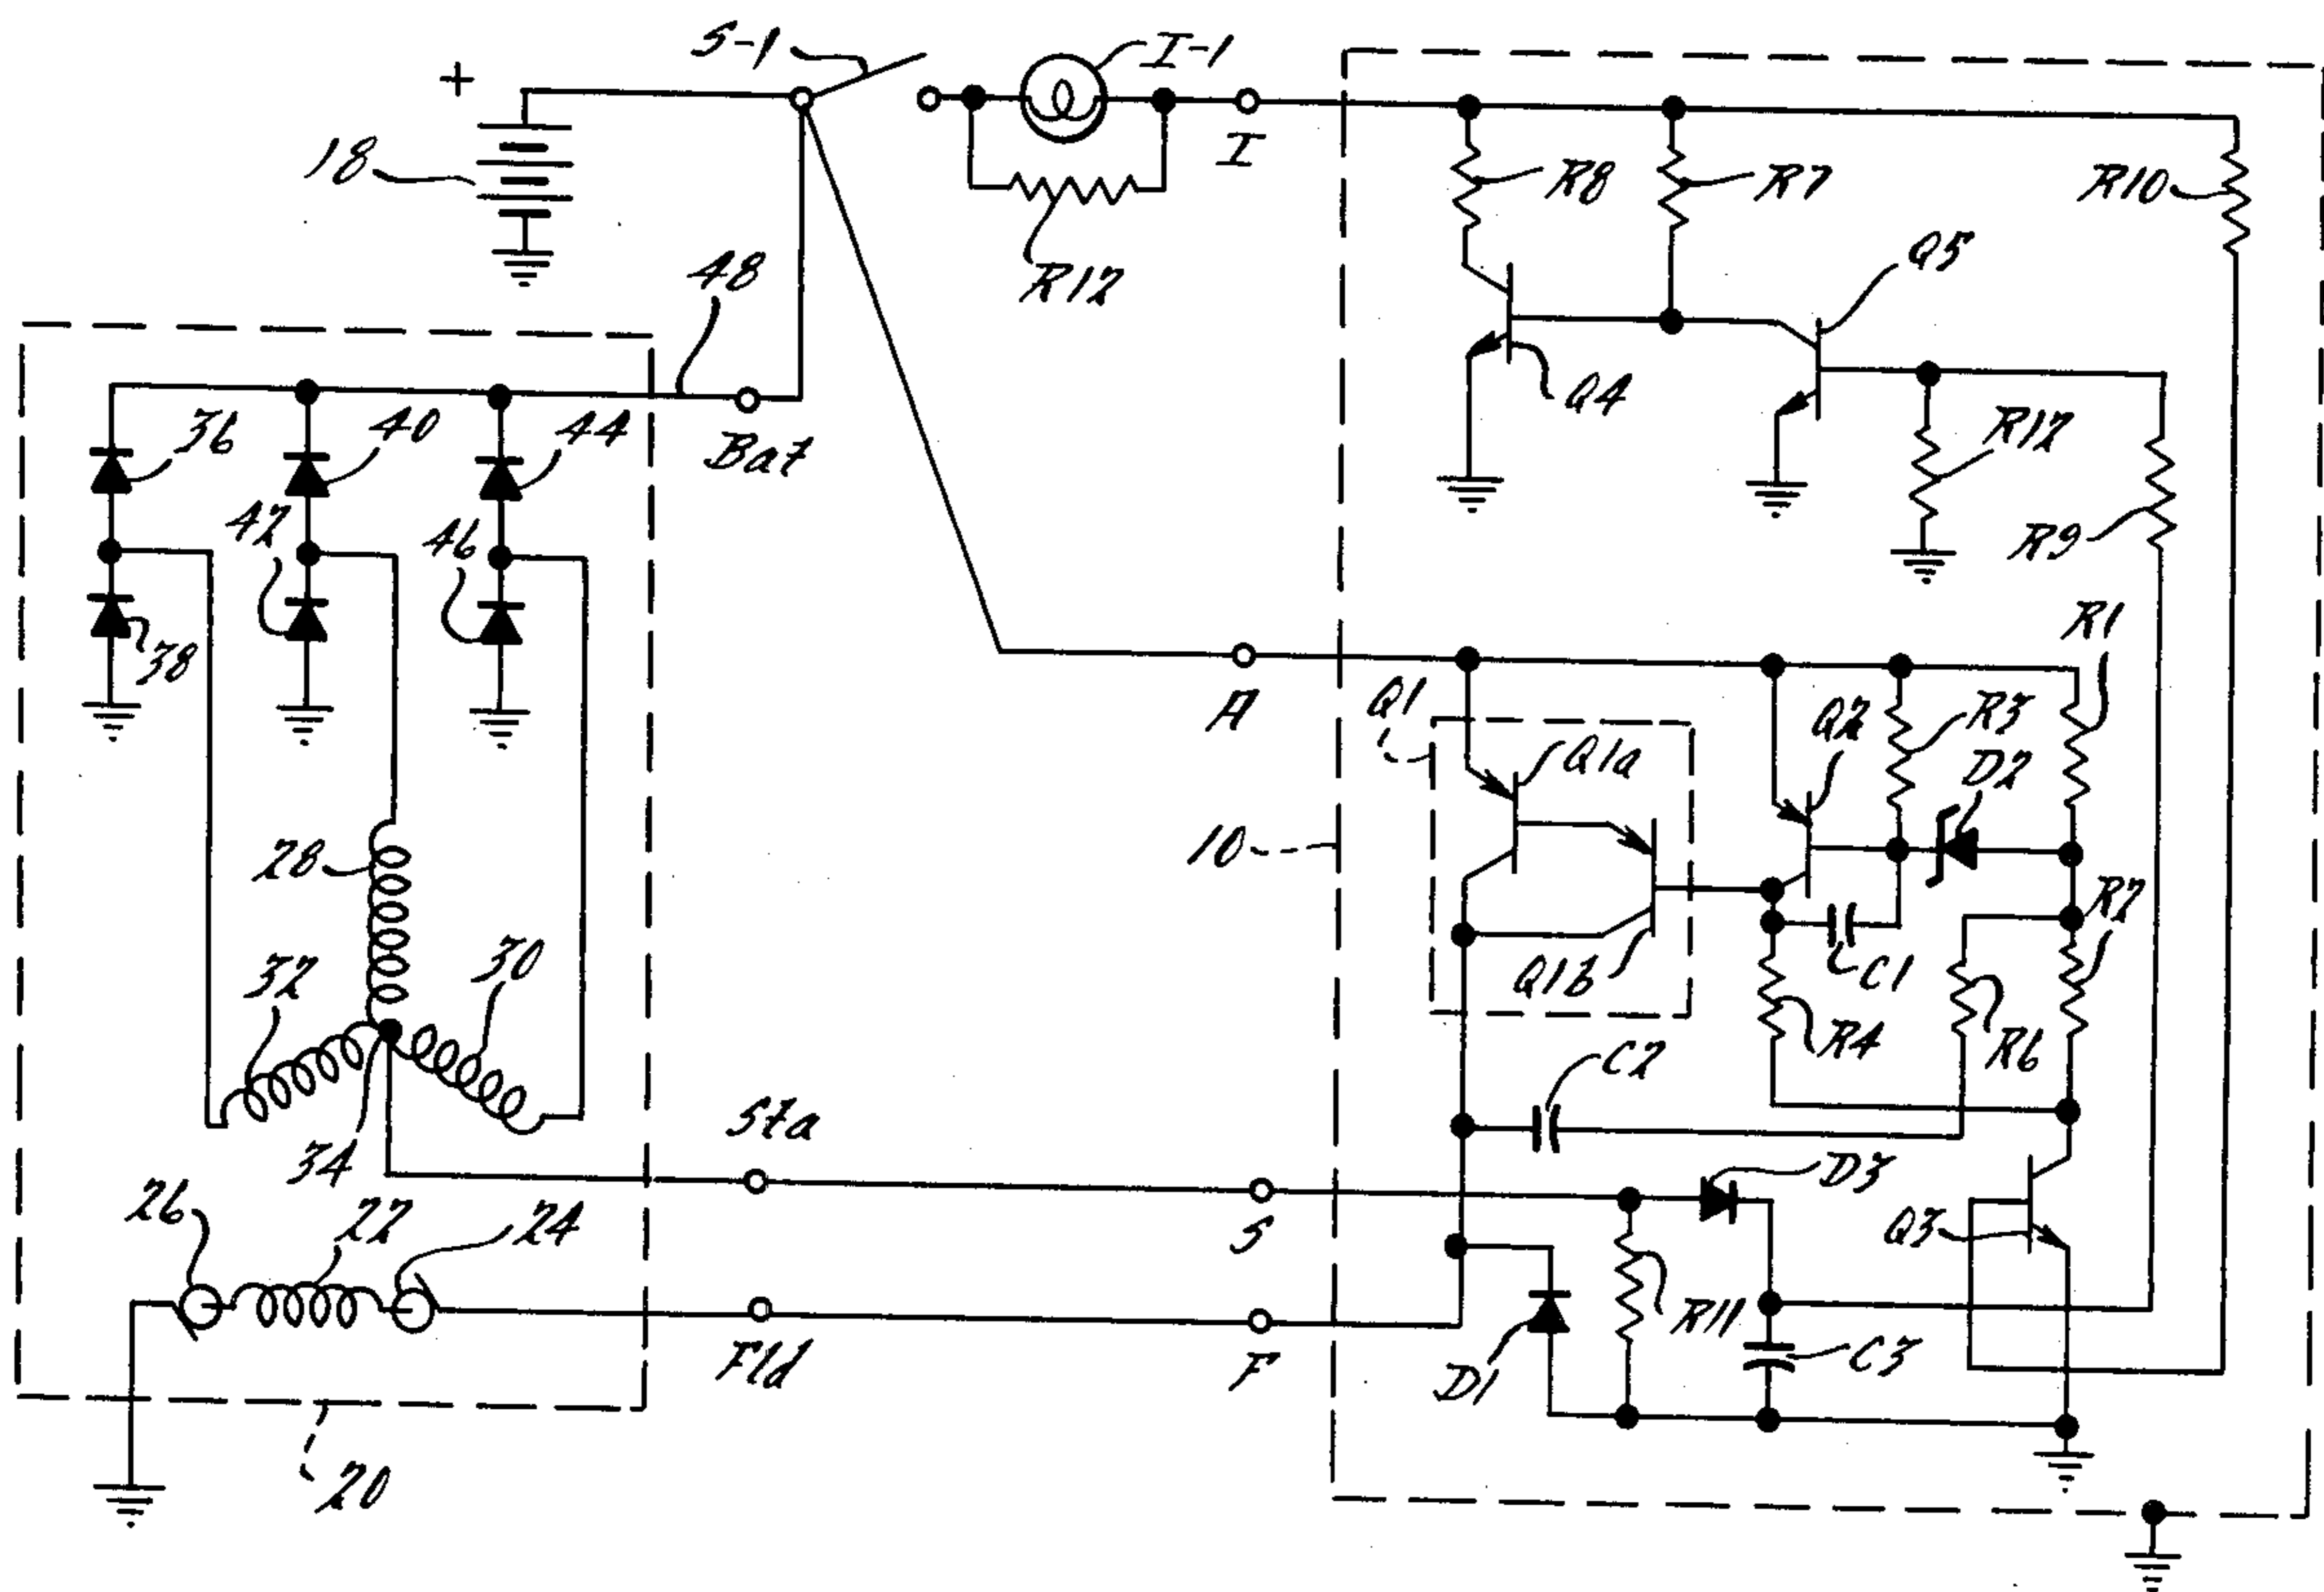 S-1
I-1
+
18
I
R8
R7
R10
R12
Q5
48
Q4
36
40
44
Bat
R12
42
46
R9
38
R1
A
Q1
Q1a
Q2
R3
D2
10
28
R2
32
30
Q1b
C1
R4
R6
C2
Sta
34
D3
26
22
24
S
Q3
R11
C3
Fld
F
D1
20